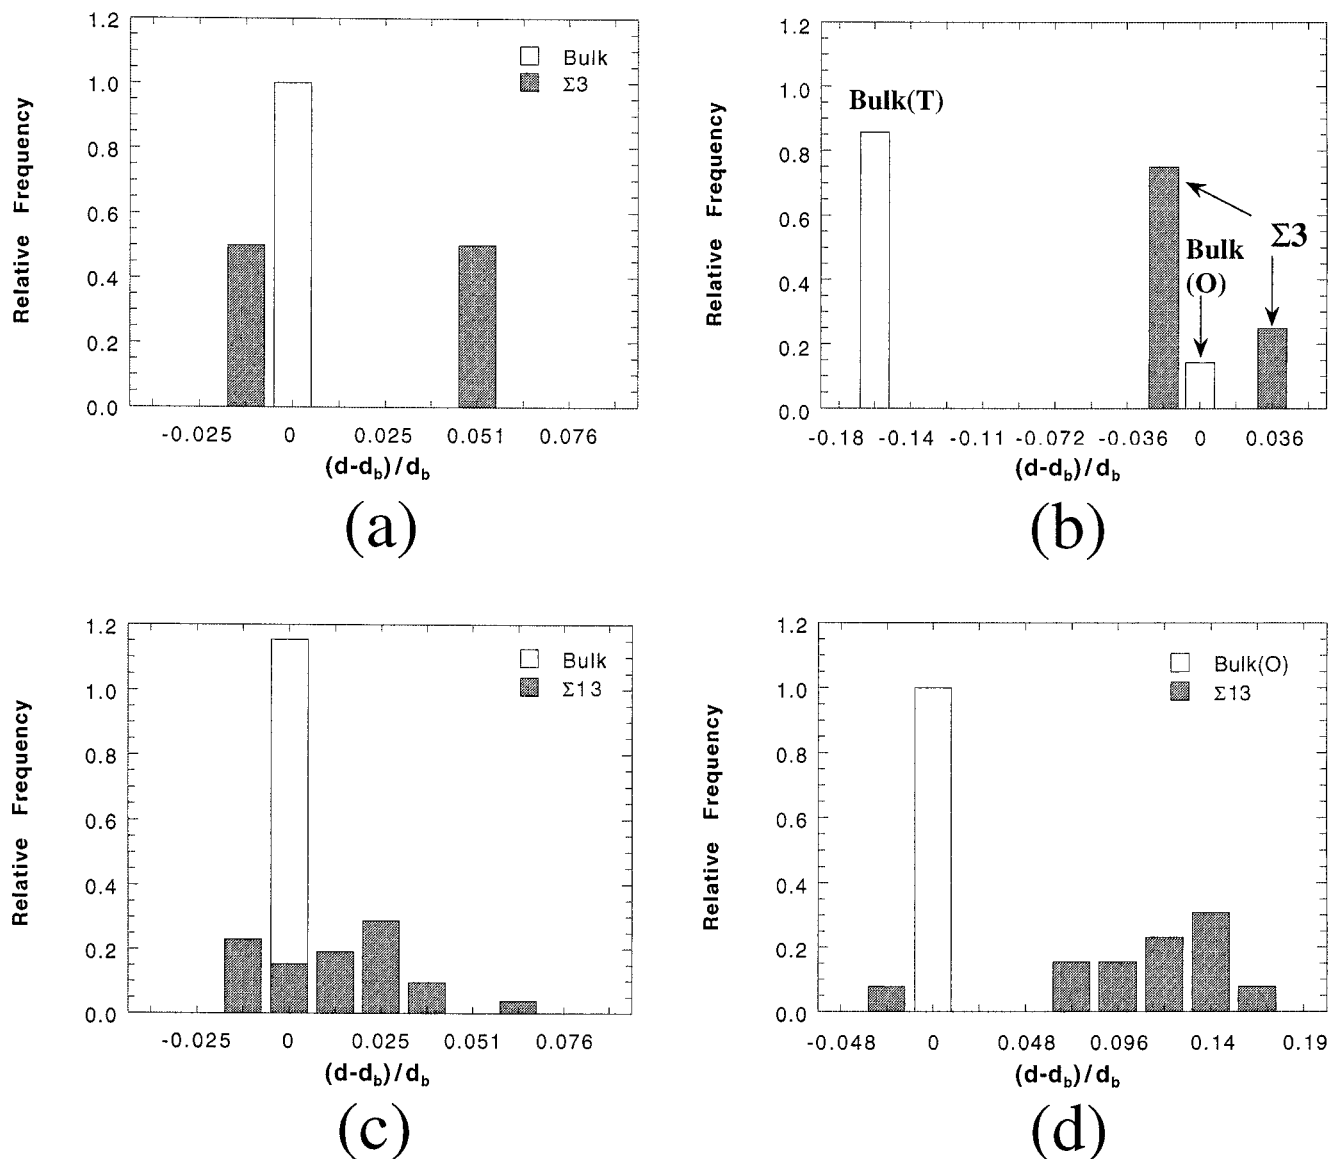 1.2
1.0
0.8
0.6
0.4
0.2
0.0
Relative Frequency
Bulk
Σ3
-0.025 0 0.025 0.051 0.076
(d-d_b)/d_b
(a)
1.2
1.0
0.8
0.6
0.4
0.2
0.0
Relative Frequency
Bulk(T)
Bulk
(O)
Σ3
-0.18 -0.14 -0.11 -0.072 -0.036 0 0.036
(d-d_b)/d_b
(b)
1.2
1.0
0.8
0.6
0.4
0.2
0.0
Relative Frequency
Bulk
Σ13
-0.025 0 0.025 0.051 0.076
(d-d_b)/d_b
(c)
1.2
1.0
0.8
0.6
0.4
0.2
0.0
Relative Frequency
Bulk(O)
Σ13
-0.048 0 0.048 0.096 0.14 0.19
(d-d_b)/d_b
(d)